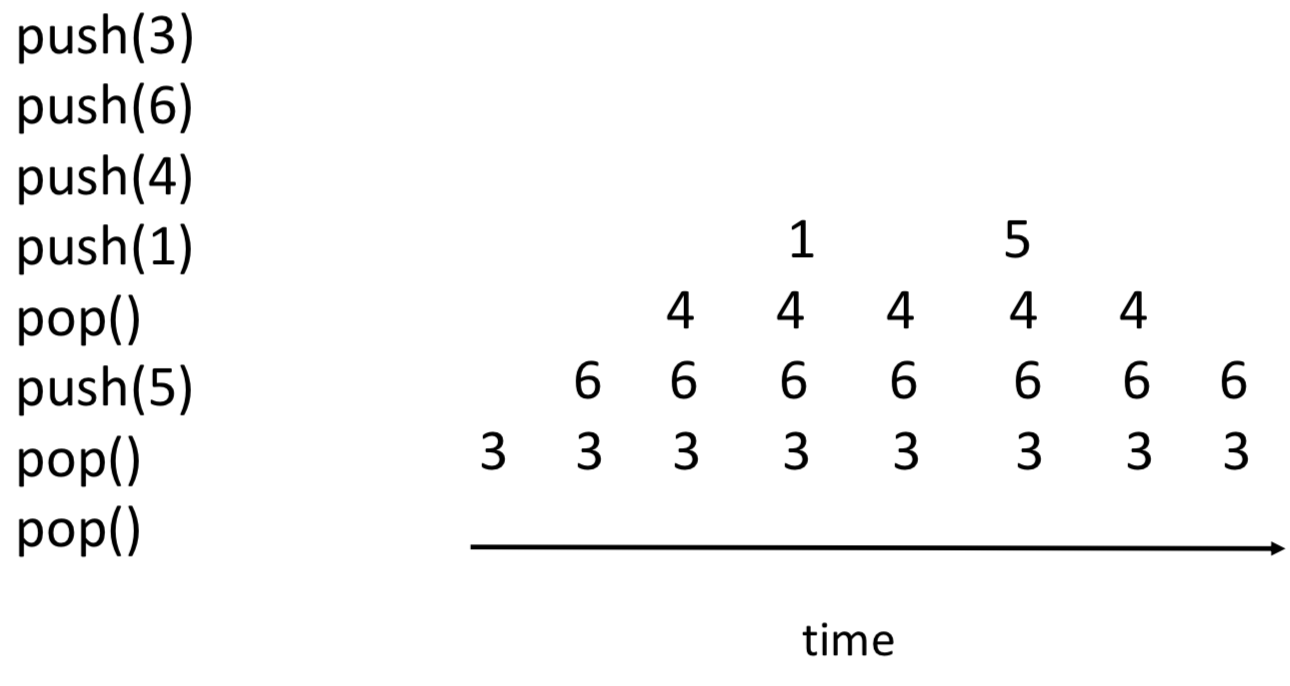 push(3)
push(6)
push(4)
push(1)
pop()
push(5)
pop()
pop()
1 5
4 4 4 4 4
6 6 6 6 6 6 6
3 3 3 3 3 3 3 3
time